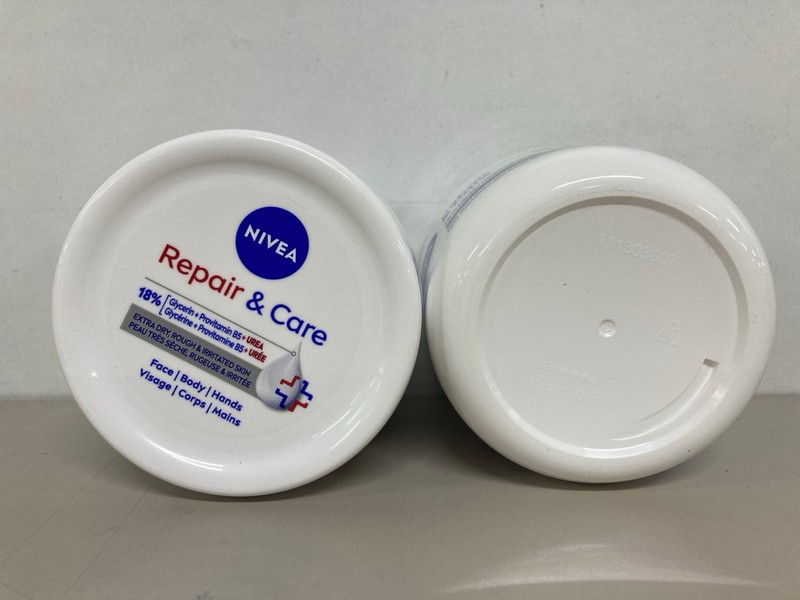 NIVEA
Repair & Care
18% Glycerin + Provitamin B5 + UREA
Glycérine + Provitamine B5 + URÉE
EXTRA DRY, ROUGH & IRRITATED SKIN
PEAU TRÈS SÈCHE, RUGEUSE & IRRITÉE
Face | Body | Hands
Visage | Corps | Mains